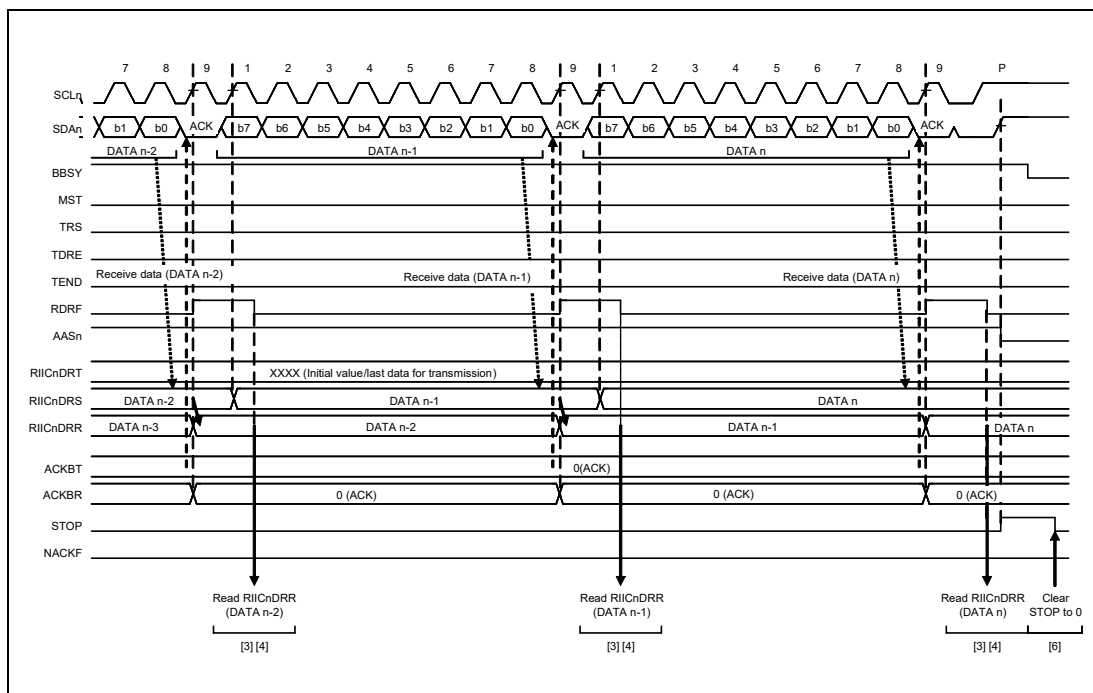 7 8 9 1 2 3 4 5 6 7 8 9 1 2 3 4 5 6 7 8 9 P
SCLn
SDAn b1 b0 ACK b7 b6 b5 b4 b3 b2 b1 b0 ACK b7 b6 b5 b4 b3 b2 b1 b0 ACK
DATA n-2 DATA n-1 DATA n
BBSY
MST
TRS
TDRE
Receive data (DATA n-2) Receive data (DATA n-1) Receive data (DATA n)
TEND
RDRF
AASn
RIICnDRT XXXX (Initial value/last data for transmission)
RIICnDRS DATA n-2 DATA n-1 DATA n
RIICnDRR DATA n-3 DATA n-2 DATA n-1 DATA n
ACKBT 0(ACK)
ACKBR 0 (ACK) 0 (ACK) 0 (ACK)
STOP
NACKF
Read RIICnDRR Read RIICnDRR Read RIICnDRR Clear
(DATA n-2) (DATA n-1) (DATA n) STOP to 0
[3] [4] [3] [4] [3] [4] [6]